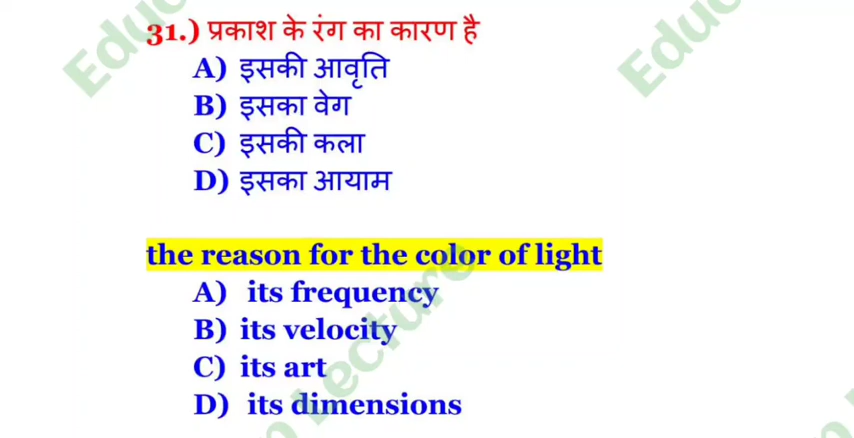 31.) प्रकाश के रंग का कारण है
A) इसकी आवृति
B) इसका वेग
C) इसकी कला
D) इसका आयाम
the reason for the color of light
A) its frequency
B) its velocity
C) its art
D) its dimensions